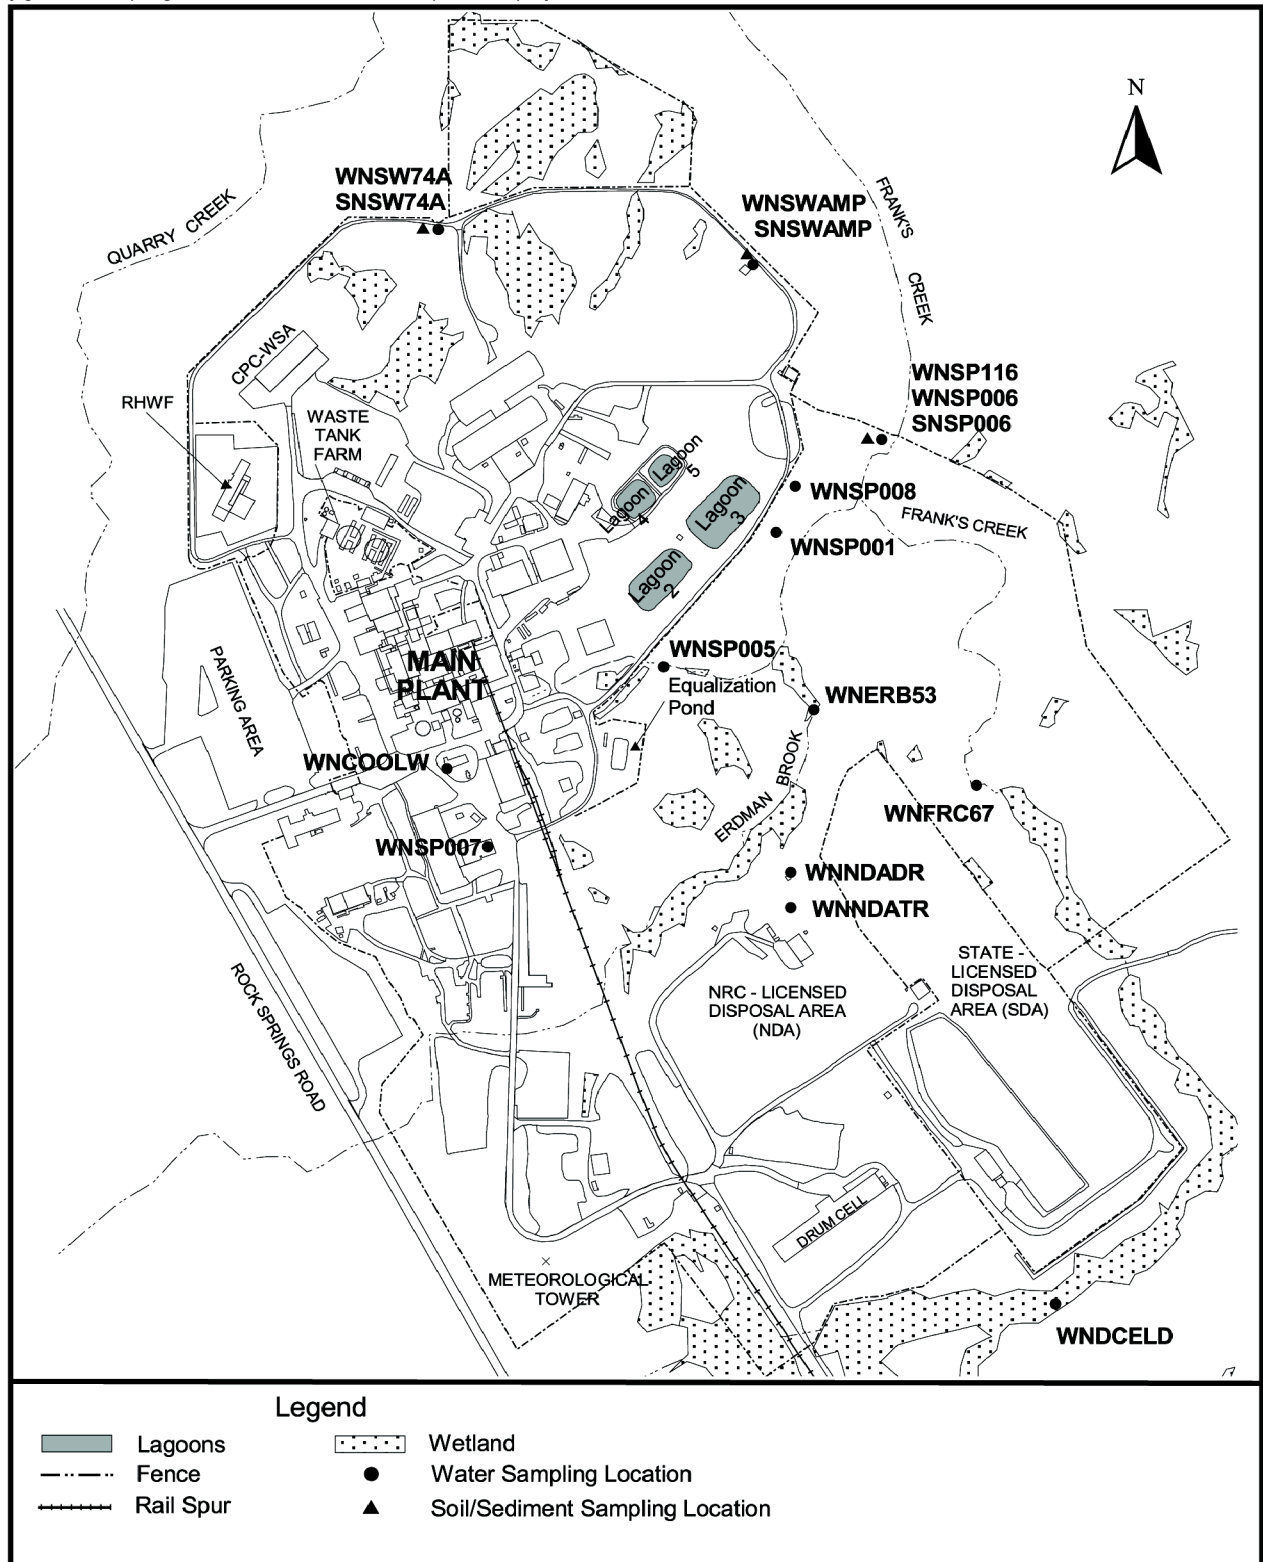 N
WNSW74A
SNSW74A
WNSWAMP
SNSWAMP
FRANK'S
CREEK
QUARRY CREEK
CPC-WSA
RHWF
WASTE
TANK
FARM
WNSP116
WNSP006
SNSP006
Lagoon
5
Lagoon
4
Lagoon
3
Lagoon
2
WNSP008
FRANK'S CREEK
WNSP001
WNSP005
Equalization
Pond
MAIN
PLANT
PARKING AREA
WNERB53
WNCOOLW
ERDMAN BROOK
WNFRC67
WNSP007
WNNDADR
WNNDATR
ROCK SPRINGS ROAD
NRC - LICENSED
DISPOSAL AREA
(NDA)
STATE -
LICENSED
DISPOSAL
AREA (SDA)
DRUM CELL
METEOROLOGICAL
TOWER
WNDCELD
Legend
Lagoons
Fence
Rail Spur
Wetland
Water Sampling Location
Soil/Sediment Sampling Location